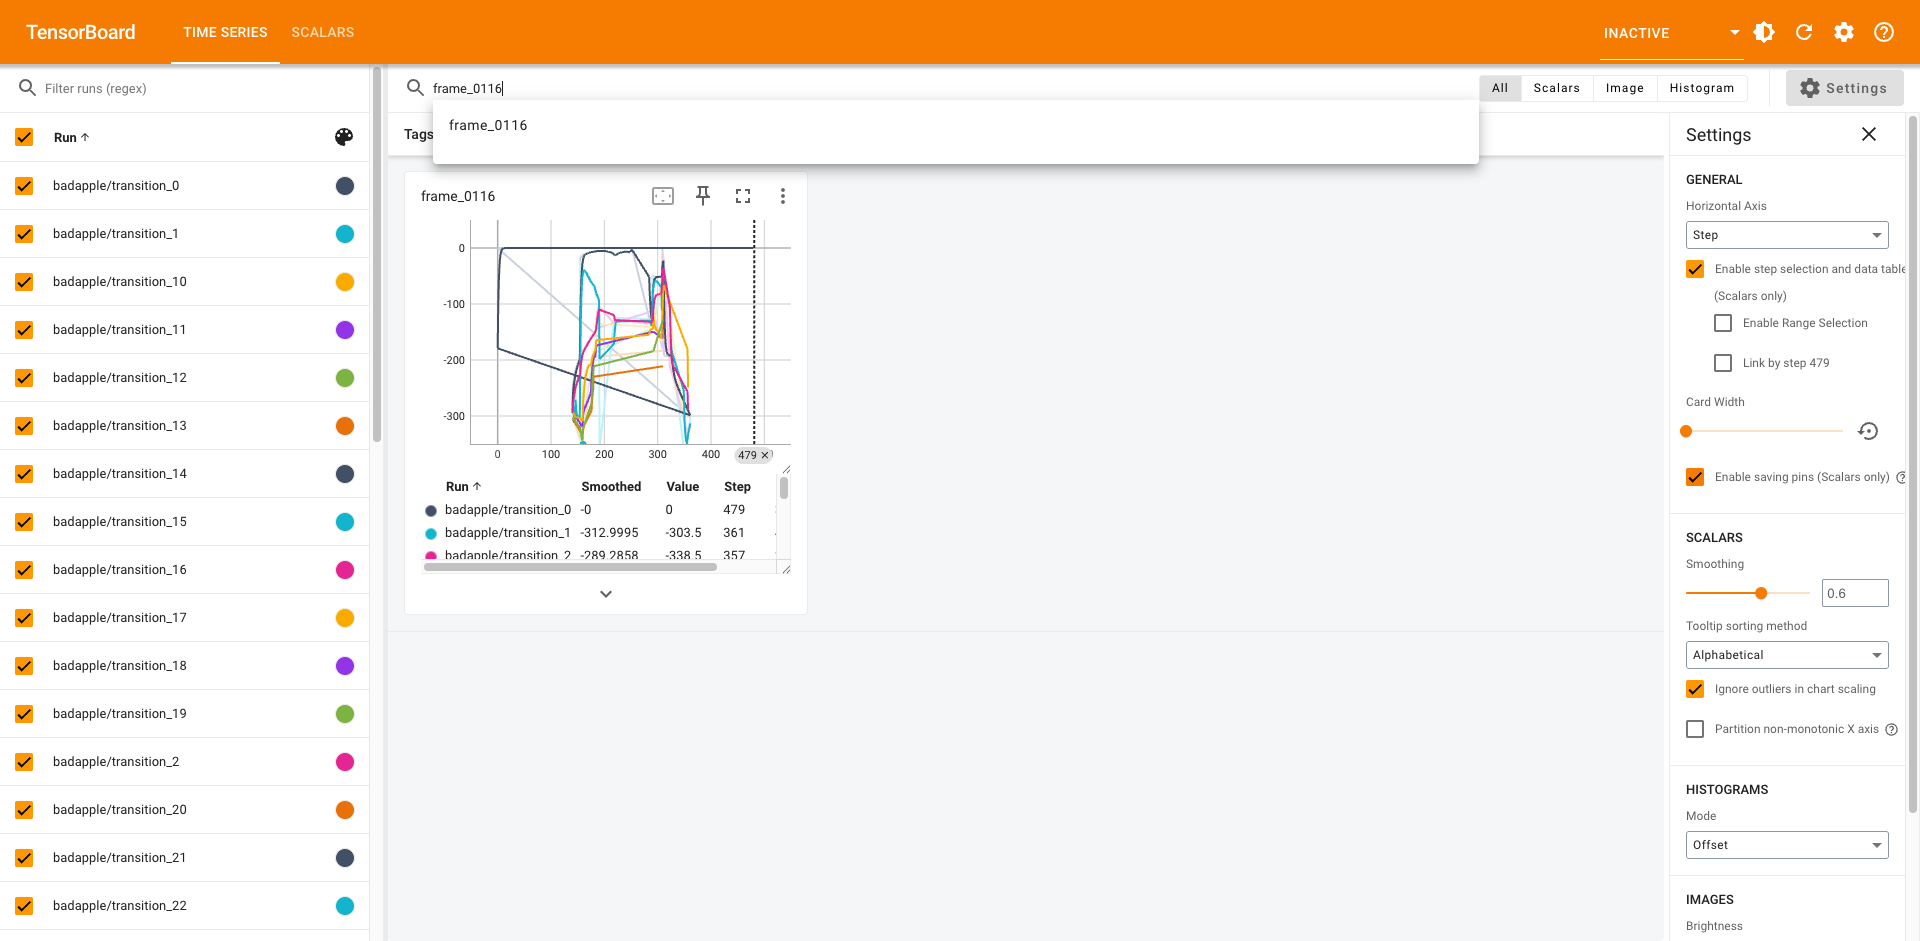 TensorBoard
TIME SERIES
SCALARS
INACTIVE
Filter runs (regex)
frame_0116
All
Scalars
Image
Histogram
Settings
frame_0116
Tags
Run
badapple/transition_0
badapple/transition_1
badapple/transition_10
badapple/transition_11
badapple/transition_12
badapple/transition_13
badapple/transition_14
badapple/transition_15
badapple/transition_16
badapple/transition_17
badapple/transition_18
badapple/transition_19
badapple/transition_2
badapple/transition_20
badapple/transition_21
badapple/transition_22
frame_0116
0
-100
-200
-300
0 100 200 300 400 479
Run Smoothed Value Step
badapple/transition_0 -0 0 479
badapple/transition_1 -312.9995 -303.5 361
badapple/transition_2 -289.2858 -338.5 357
Settings
GENERAL
Horizontal Axis
Step
Enable step selection and data table
(Scalars only)
Enable Range Selection
Link by step 479
Card Width
Enable saving pins (Scalars only)
SCALARS
Smoothing
0.6
Tooltip sorting method
Alphabetical
Ignore outliers in chart scaling
Partition non-monotonic X axis
HISTOGRAMS
Mode
Offset
IMAGES
Brightness